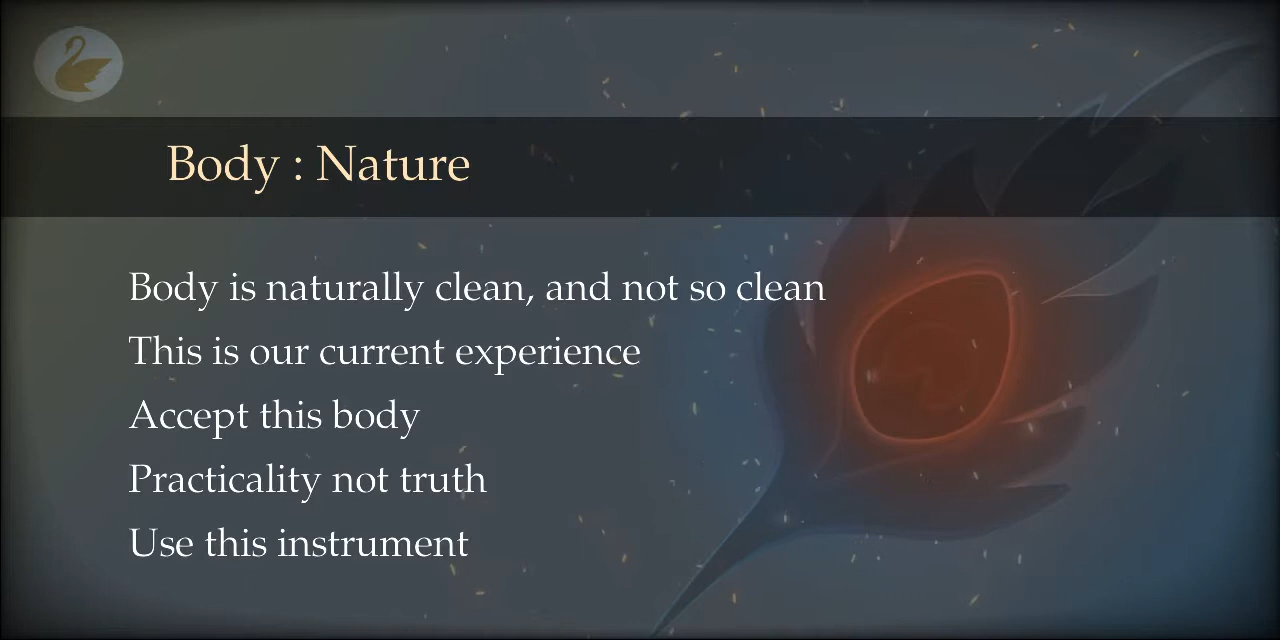 Body : Nature
Body is naturally clean, and not so clean
This is our current experience
Accept this body
Practicality not truth
Use this instrument